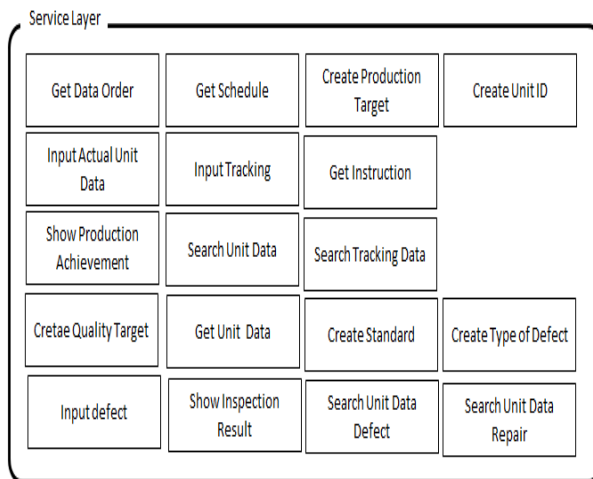 Service Layer
Get Data Order
Get Schedule
Create Production
Target
Create Unit ID
Input Actual Unit
Data
Input Tracking
Get Instruction
Show Production
Achievement
Search Unit Data
Search Tracking Data
Cretae Quality Target
Get Unit Data
Create Standard
Create Type of Defect
Input defect
Show Inspection
Result
Search Unit Data
Defect
Search Unit Data
Repair